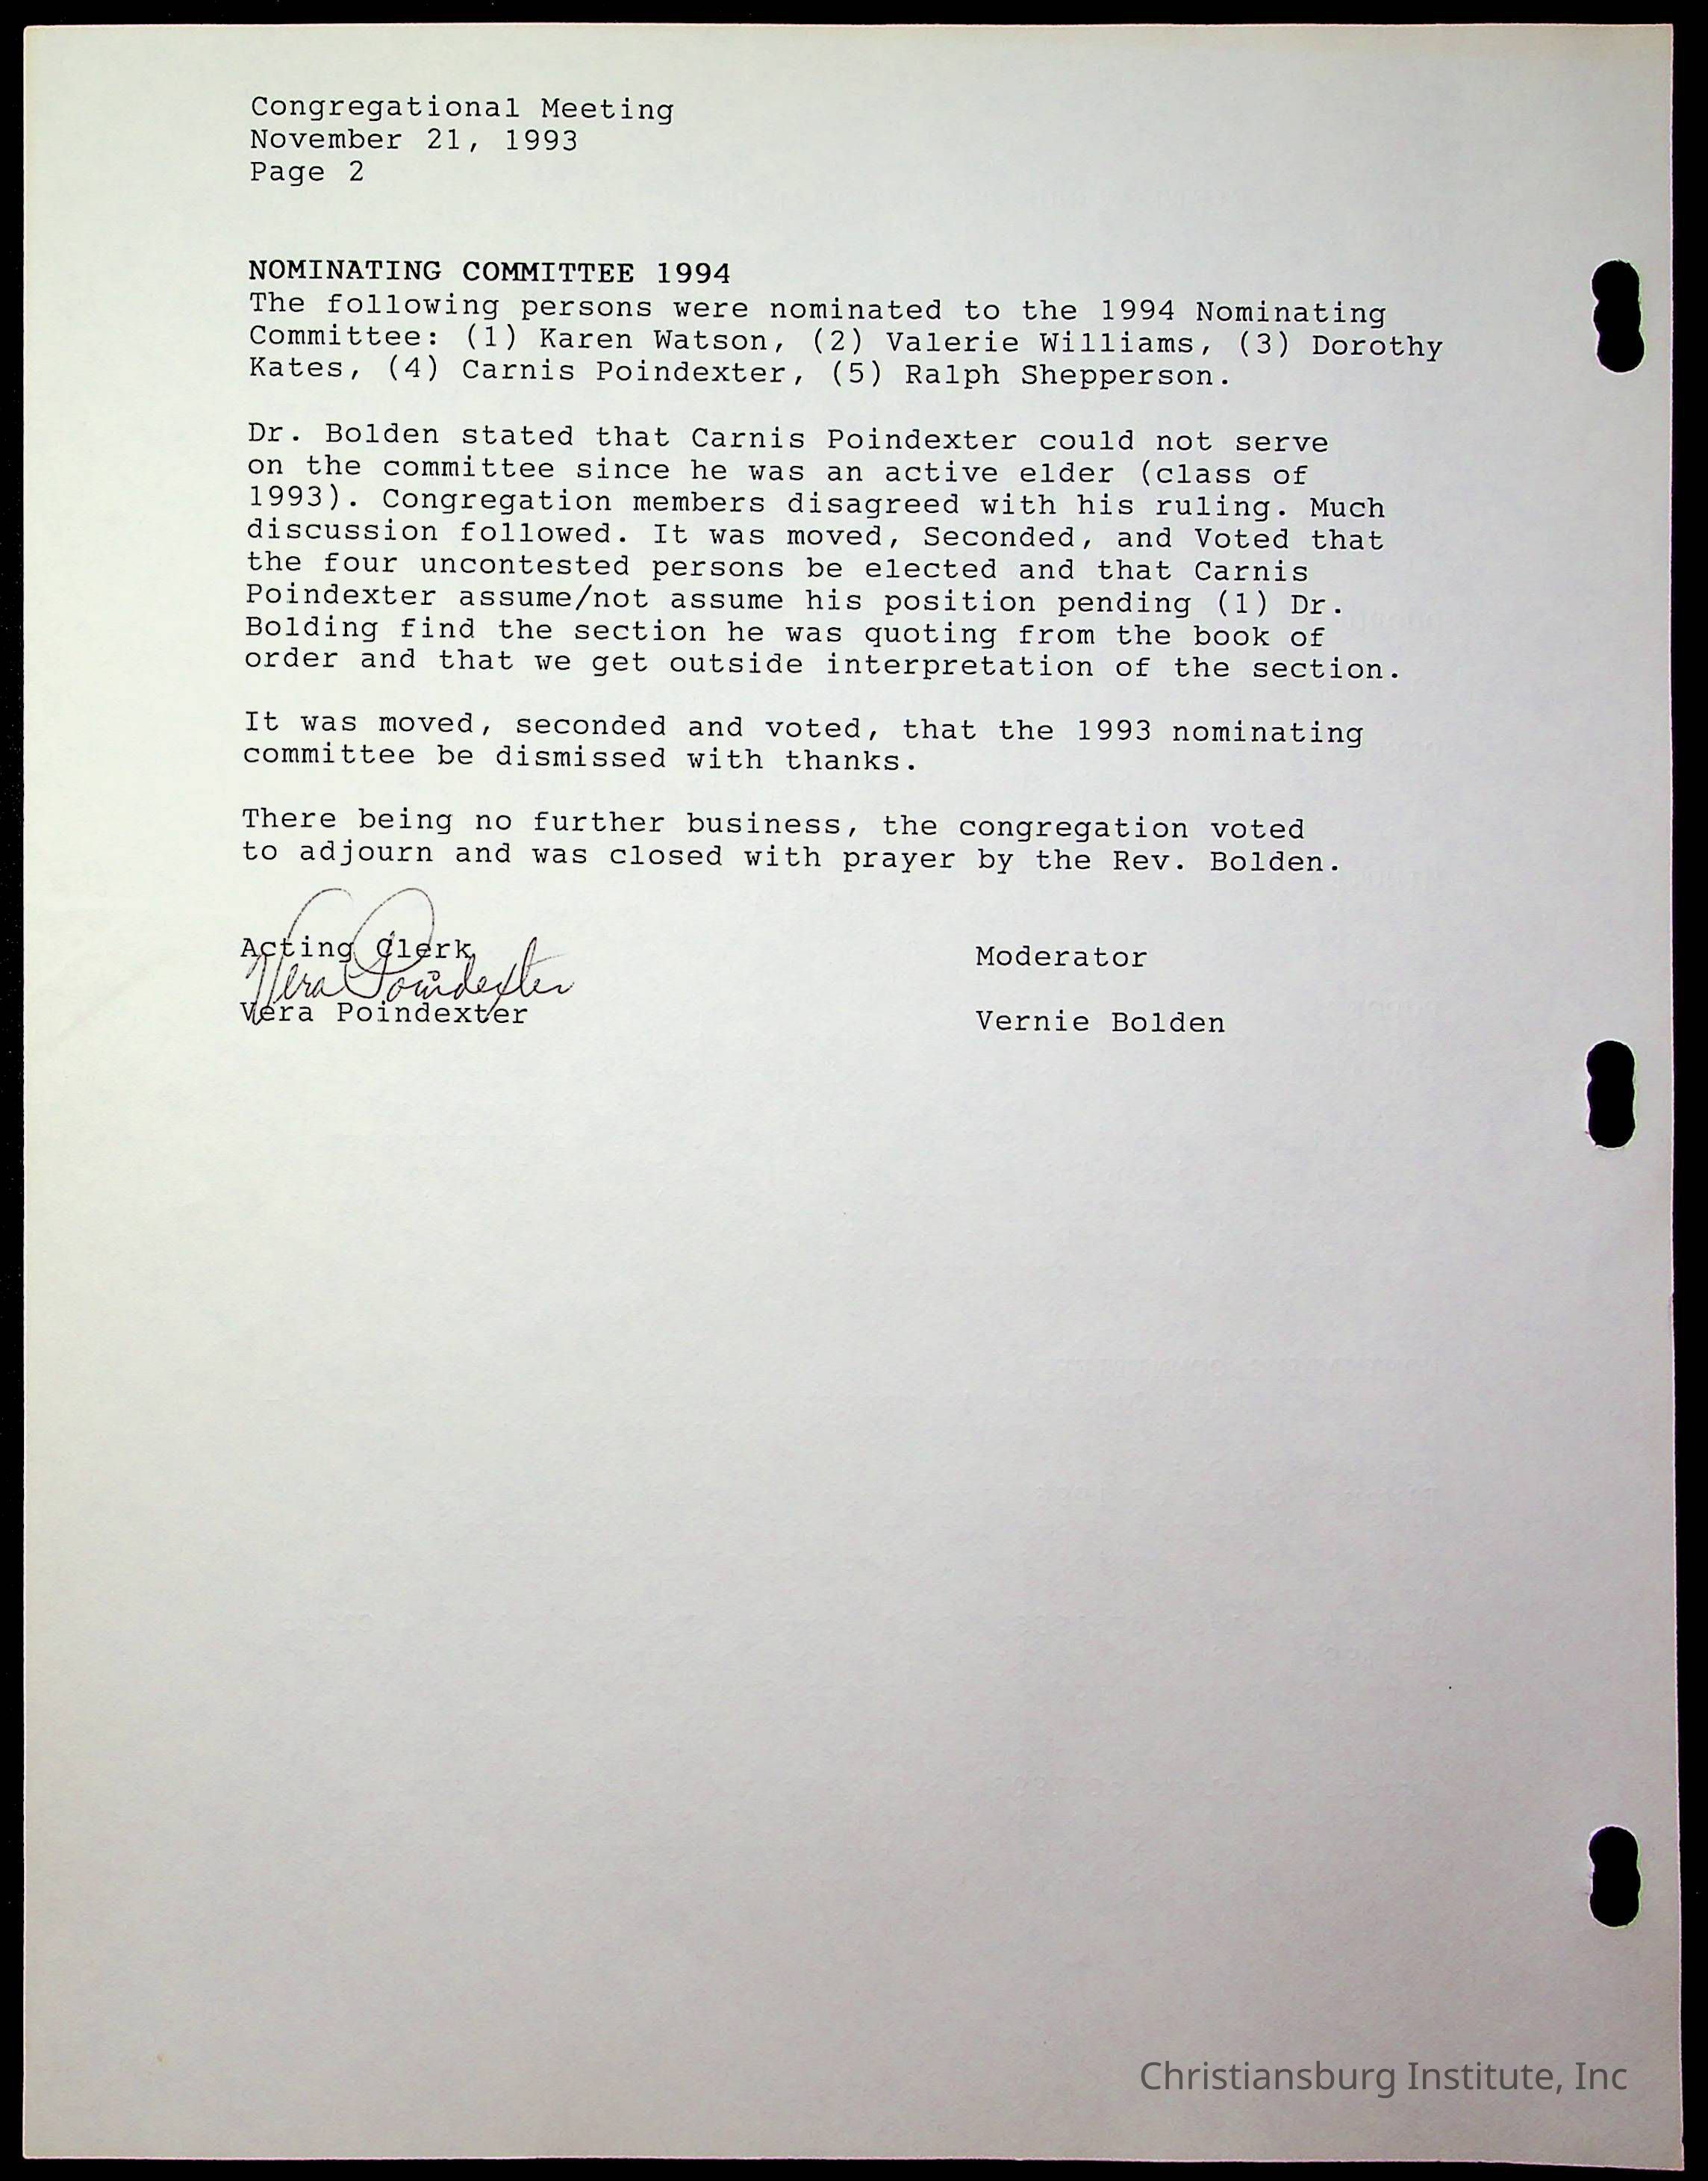 Congregational Meeting
November 21, 1993
Page 2
NOMINATING COMMITTEE 1994
The following persons were nominated to the 1994 Nominating
Committee: (1) Karen Watson, (2) Valerie Williams, (3) Dorothy
Kates, (4) Carnis Poindexter, (5) Ralph Shepperson.
Dr. Bolden stated that Carnis Poindexter could not serve
on the committee since he was an active elder (class of
1993). Congregation members disagreed with his ruling. Much
discussion followed. It was moved, Seconded, and Voted that
the four uncontested persons be elected and that Carnis
Poindexter assume/not assume his position pending (1) Dr.
Bolding find the section he was quoting from the book of
order and that we get outside interpretation of the section.
It was moved, seconded and voted, that the 1993 nominating
committee be dismissed with thanks.
There being no further business, the congregation voted
to adjourn and was closed with prayer by the Rev. Bolden.
Acting Clerk
Moderator
Vera Poindexter
Vera Poindexter
Vernie Bolden
Christiansburg Institute, Inc